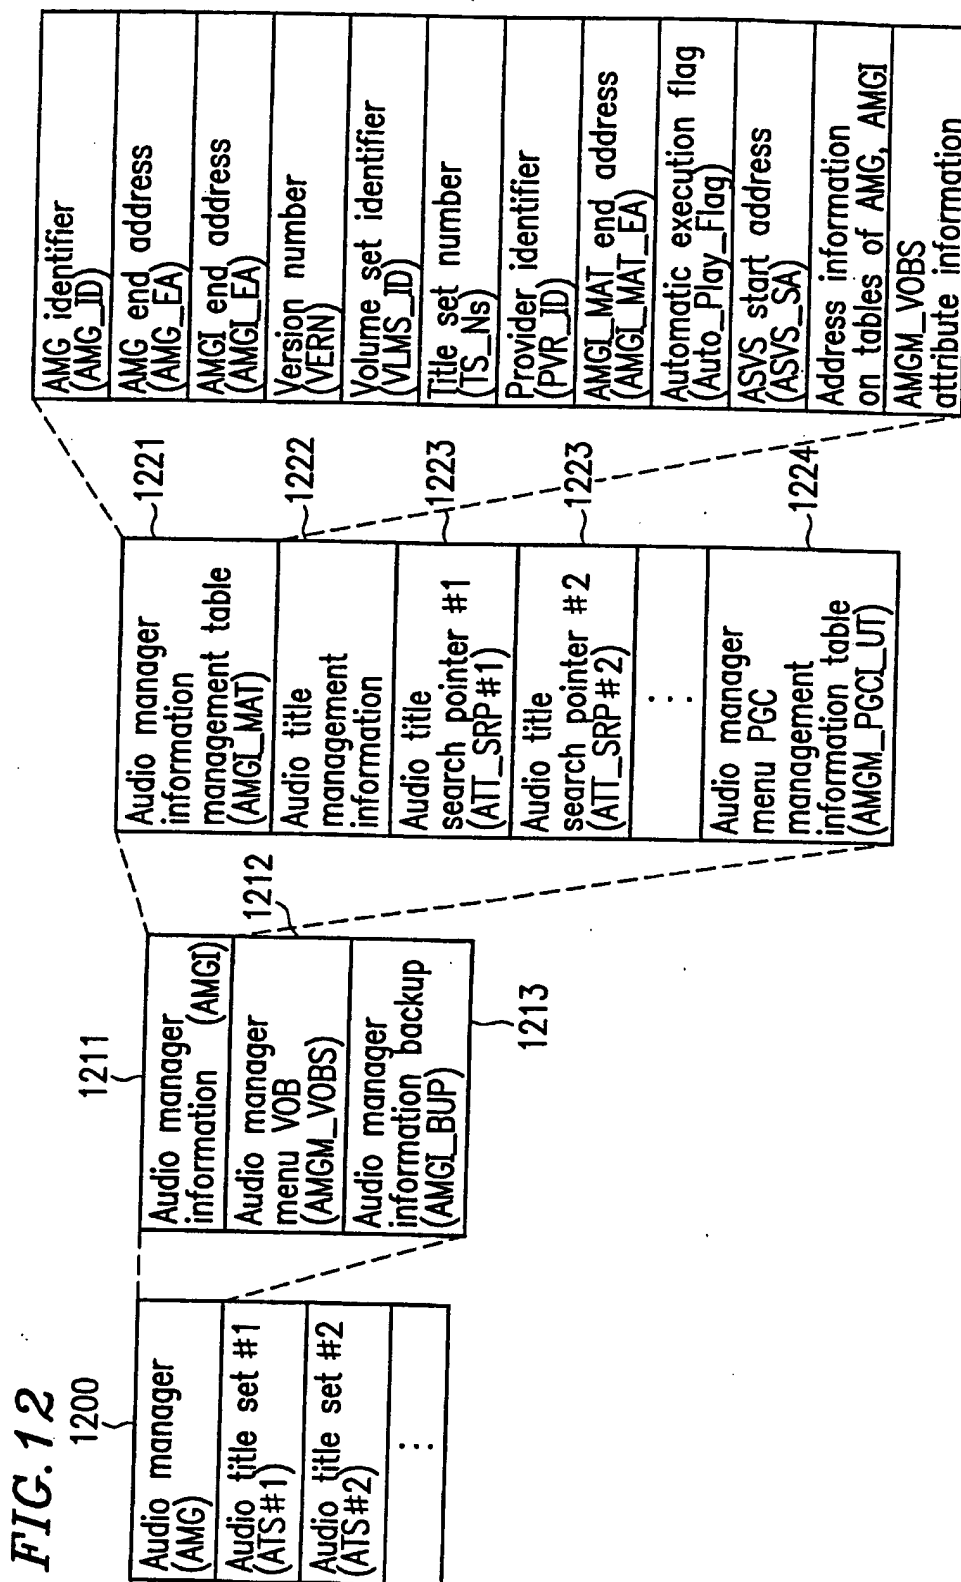 FIG.12
1200
Audio manager
(AMG)
Audio title set #1
(ATS#1)
Audio title set #2
(ATS#2)
...
1211
Audio manager
information (AMGI)
Audio manager
menu VOB
(AMGM_VOBS)
1212
Audio manager
information backup
(AMGI_BUP)
1213
Audio manager
information
management table
(AMGI_MAT)
1221
Audio title
management
information
1222
Audio title
search pointer #1
(ATT_SRP#1)
1223
Audio title
search pointer #2
(ATT_SRP#2)
1223
...
Audio manager
menu PGC
management
information table
(AMGM_PGCI_UT)
1224
AMG identifier
(AMG_ID)
AMG end address
(AMG_EA)
AMGI end address
(AMGI_EA)
Version number
(VERN)
Volume set identifier
(VLMS_ID)
Title set number
(TS_Ns)
Provider identifier
(PVR_ID)
AMGI_MAT end address
(AMGI_MAT_EA)
Automatic execution flag
(Auto_Play_Flag)
ASVS start address
(ASVS_SA)
Address information
on tables of AMG, AMGI
AMGM_VOBS
attribute information